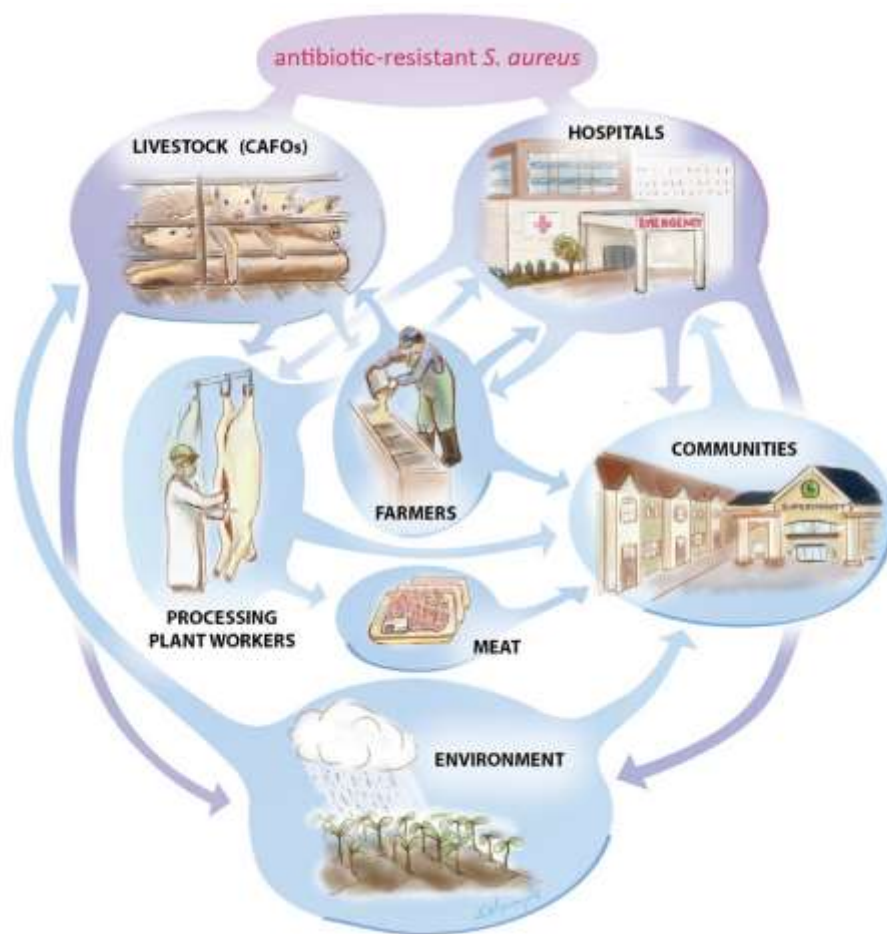 antibiotic-resistant S. aureus
LIVESTOCK (CAFOs)
HOSPITALS
EMERGENCY
COMMUNITIES
FARMERS
PROCESSING
PLANT WORKERS
MEAT
ENVIRONMENT